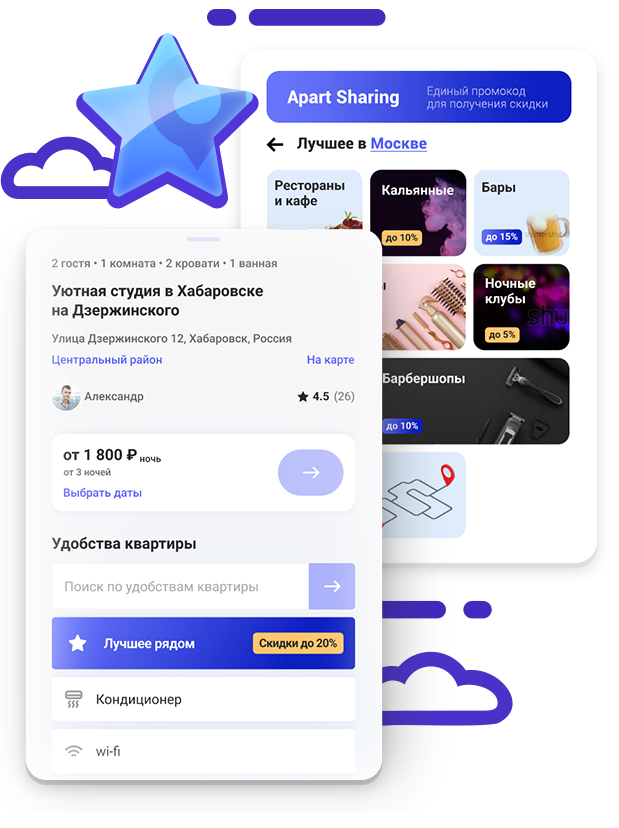 Apart Sharing
Единый промокод
для получения скидки
Лучшее в Москве
Рестораны
и кафе
Кальянные
до 10%
Бары
до 15%
Ночные
клубы
до 5%
Барбершопы
до 10%
2 гостя • 1 комната • 2 кровати • 1 ванная
Уютная студия в Хабаровске
на Дзержинского
Улица Дзержинского 12, Хабаровск, Россия
Центральный район
На карте
Александр
4.5 (26)
от 1 800 ₽ ночь
от 3 ночей
Выбрать даты
Удобства квартиры
Поиск по удобствам квартиры
Лучшее рядом
Скидки до 20%
Кондиционер
wi-fi